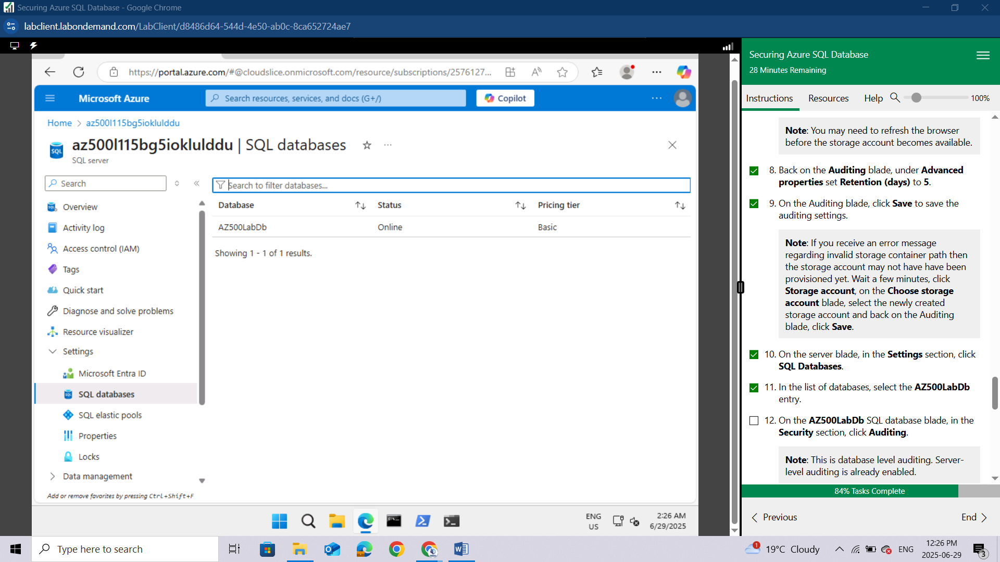 Securing Azure SQL Database - Google Chrome
labclient.labondemand.com/LabClient/d8486d64-544d-4e50-ab0c-8ca652724ae7
https://portal.azure.com/#@cloudslice.onmicrosoft.com/resource/subscriptions/2576127...
Microsoft Azure
Search resources, services, and docs (G+/)
Copilot
Home > az500l115bg5ioklulddu
az500l115bg5ioklulddu | SQL databases
SQL
SQL server
Search
Overview
Activity log
Access control (IAM)
Tags
Quick start
Diagnose and solve problems
Resource visualizer
Settings
Microsoft Entra ID
SQL databases
SQL elastic pools
Properties
Locks
Data management
Add or remove favorites by pressing Ctrl+Shift+F
Search to filter databases...
Database
Status
Pricing tier
AZ500LabDb
Online
Basic
Showing 1 - 1 of 1 results.
ENG
US
2:26 AM
6/29/2025
Securing Azure SQL Database
28 Minutes Remaining
Instructions
Resources
Help
100%
Note: You may need to refresh the browser
before the storage account becomes available.
8. Back on the Auditing blade, under Advanced
properties set Retention (days) to 5.
9. On the Auditing blade, click Save to save the
auditing settings.
Note: If you receive an error message
regarding invalid storage container path then
the storage account may not have have been
provisioned yet. Wait a few minutes, click
Storage account, on the Choose storage
account blade, select the newly created
storage account and back on the Auditing
blade, click Save.
10. On the server blade, in the Settings section, click
SQL Databases.
11. In the list of databases, select the AZ500LabDb
entry.
12. On the AZ500LabDb SQL database blade, in the
Security section, click Auditing.
Note: This is database level auditing. Server-
level auditing is already enabled.
84% Tasks Complete
Previous
End
Type here to search
1
19°C Cloudy
ENG
12:26 PM
2025-06-29
3